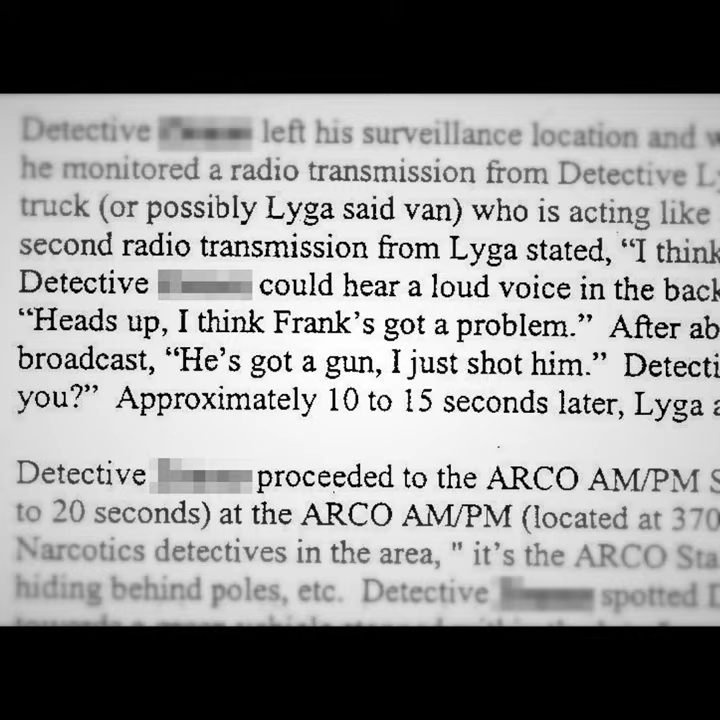 Detective left his surveillance location and
he monitored a radio transmission from Detective
truck (or possibly Lyga said van) who is acting like
second radio transmission from Lyga stated, “I think
Detective could hear a loud voice in the back
“Heads up, I think Frank’s got a problem.” After ab
broadcast, “He’s got a gun, I just shot him.” Detecti
you?” Approximately 10 to 15 seconds later, Lyga a
Detective proceeded to the ARCO AM/PM S
to 20 seconds) at the ARCO AM/PM (located at 370
Narcotics detectives in the area, " it’s the ARCO Sta
hiding behind poles, etc. Detective spotted D